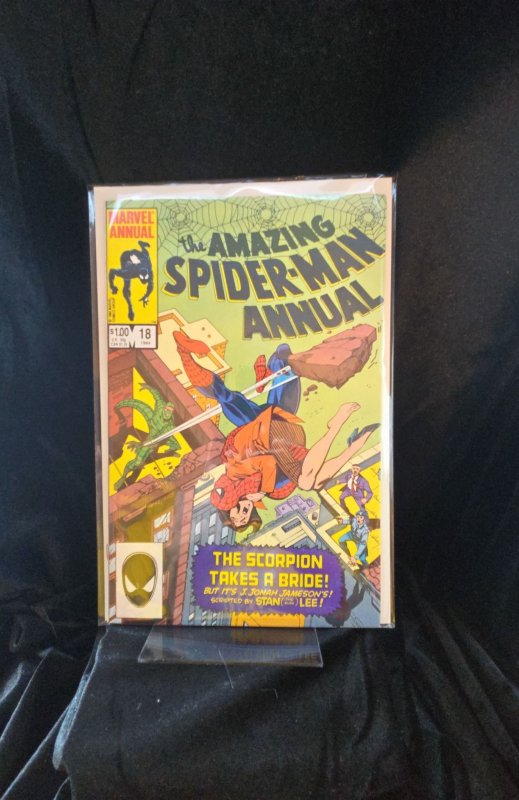 MARVEL
ANNUAL
the AMAZING
SPIDER-MAN
ANNUAL
$1.00
18
1984
THE SCORPION
TAKES A BRIDE!
BUT IT'S J. JONAH JAMESON'S!
SCRIPTED BY STAN LEE!